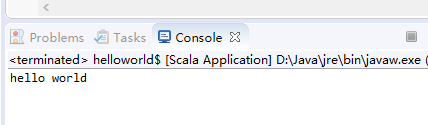 Problems Tasks Console
<terminated> helloworld$ [Scala Application] D:\Java\jre\bin\javaw.exe (
hello world